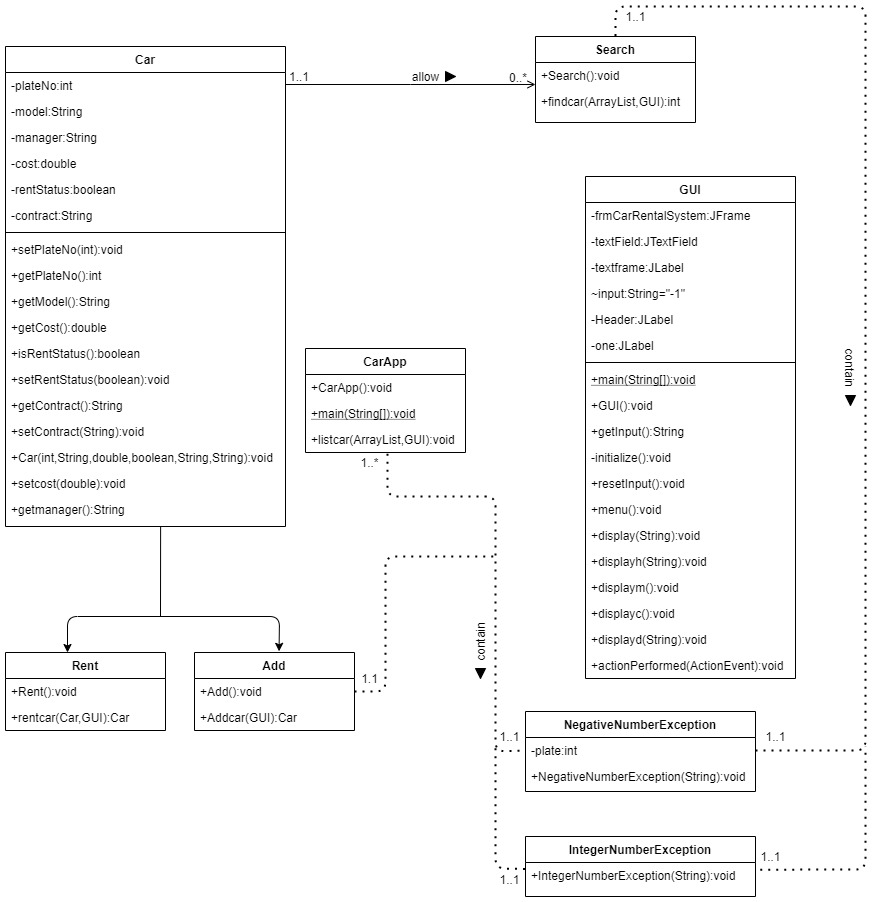 Car
-plateNo:int
-model:String
-manager:String
-cost:double
-rentStatus:boolean
-contract:String
+setPlateNo(int):void
+getPlateNo():int
+getModel():String
+getCost():double
+isRentStatus():boolean
+setRentStatus(boolean):void
+getContract():String
+setContract(String):void
+Car(int,String,double,boolean,String,String):void
+setcost(double):void
+getmanager():String
1..1
allow
0..*
1..1
Search
+Search():void
+findcar(ArrayList,GUI):int
GUI
-frmCarRentalSystem:JFrame
-textField:JTextField
-textframe:JLabel
~input:String="-1"
-Header:JLabel
-one:JLabel
+main(String[]):void
+GUI():void
+getInput():String
-initialize():void
+resetInput():void
+menu():void
+display(String):void
+displayh(String):void
+displaym():void
+displayc():void
+displayd(String):void
+actionPerformed(ActionEvent):void
contain
CarApp
+CarApp():void
+main(String[]):void
+listcar(ArrayList,GUI):void
1..*
contain
Rent
+Rent():void
+rentcar(Car,GUI):Car
Add
+Add():void
+Addcar(GUI):Car
1.1
1..1
NegativeNumberException
-plate:int
+NegativeNumberException(String):void
1..1
1..1
IntegerNumberException
+IntegerNumberException(String):void
1..1